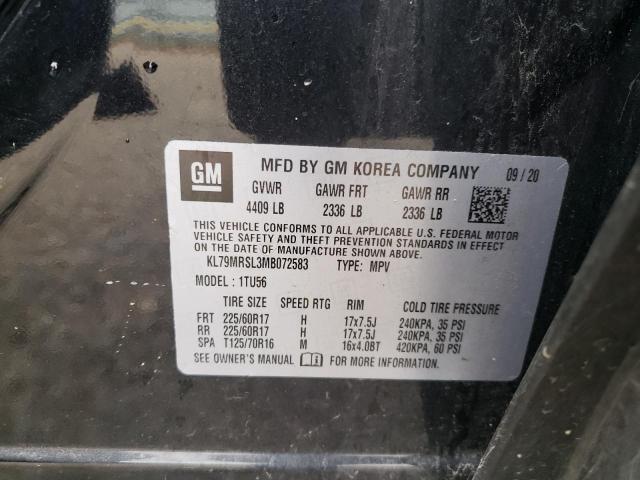 GM MFD BY GM KOREA COMPANY 09/20
GVWR GAWR FRT GAWR RR
4409 LB 2336 LB 2336 LB
THIS VEHICLE CONFORMS TO ALL APPLICABLE U.S. FEDERAL MOTOR
VEHICLE SAFETY AND THEFT PREVENTION STANDARDS IN EFFECT
ON THE DATE OF MANUFACTURE SHOWN ABOVE.
KL79MRSL3MB072583 TYPE: MPV
MODEL : 1TU56
TIRE SIZE SPEED RTG RIM COLD TIRE PRESSURE
FRT 225/60R17 H 17x7.5J 240KPA, 35 PSI
RR 225/60R17 H 17x7.5J 240KPA, 35 PSI
SPA T125/70R16 M 16x4.0BT 420KPA, 60 PSI
SEE OWNER'S MANUAL FOR MORE INFORMATION.